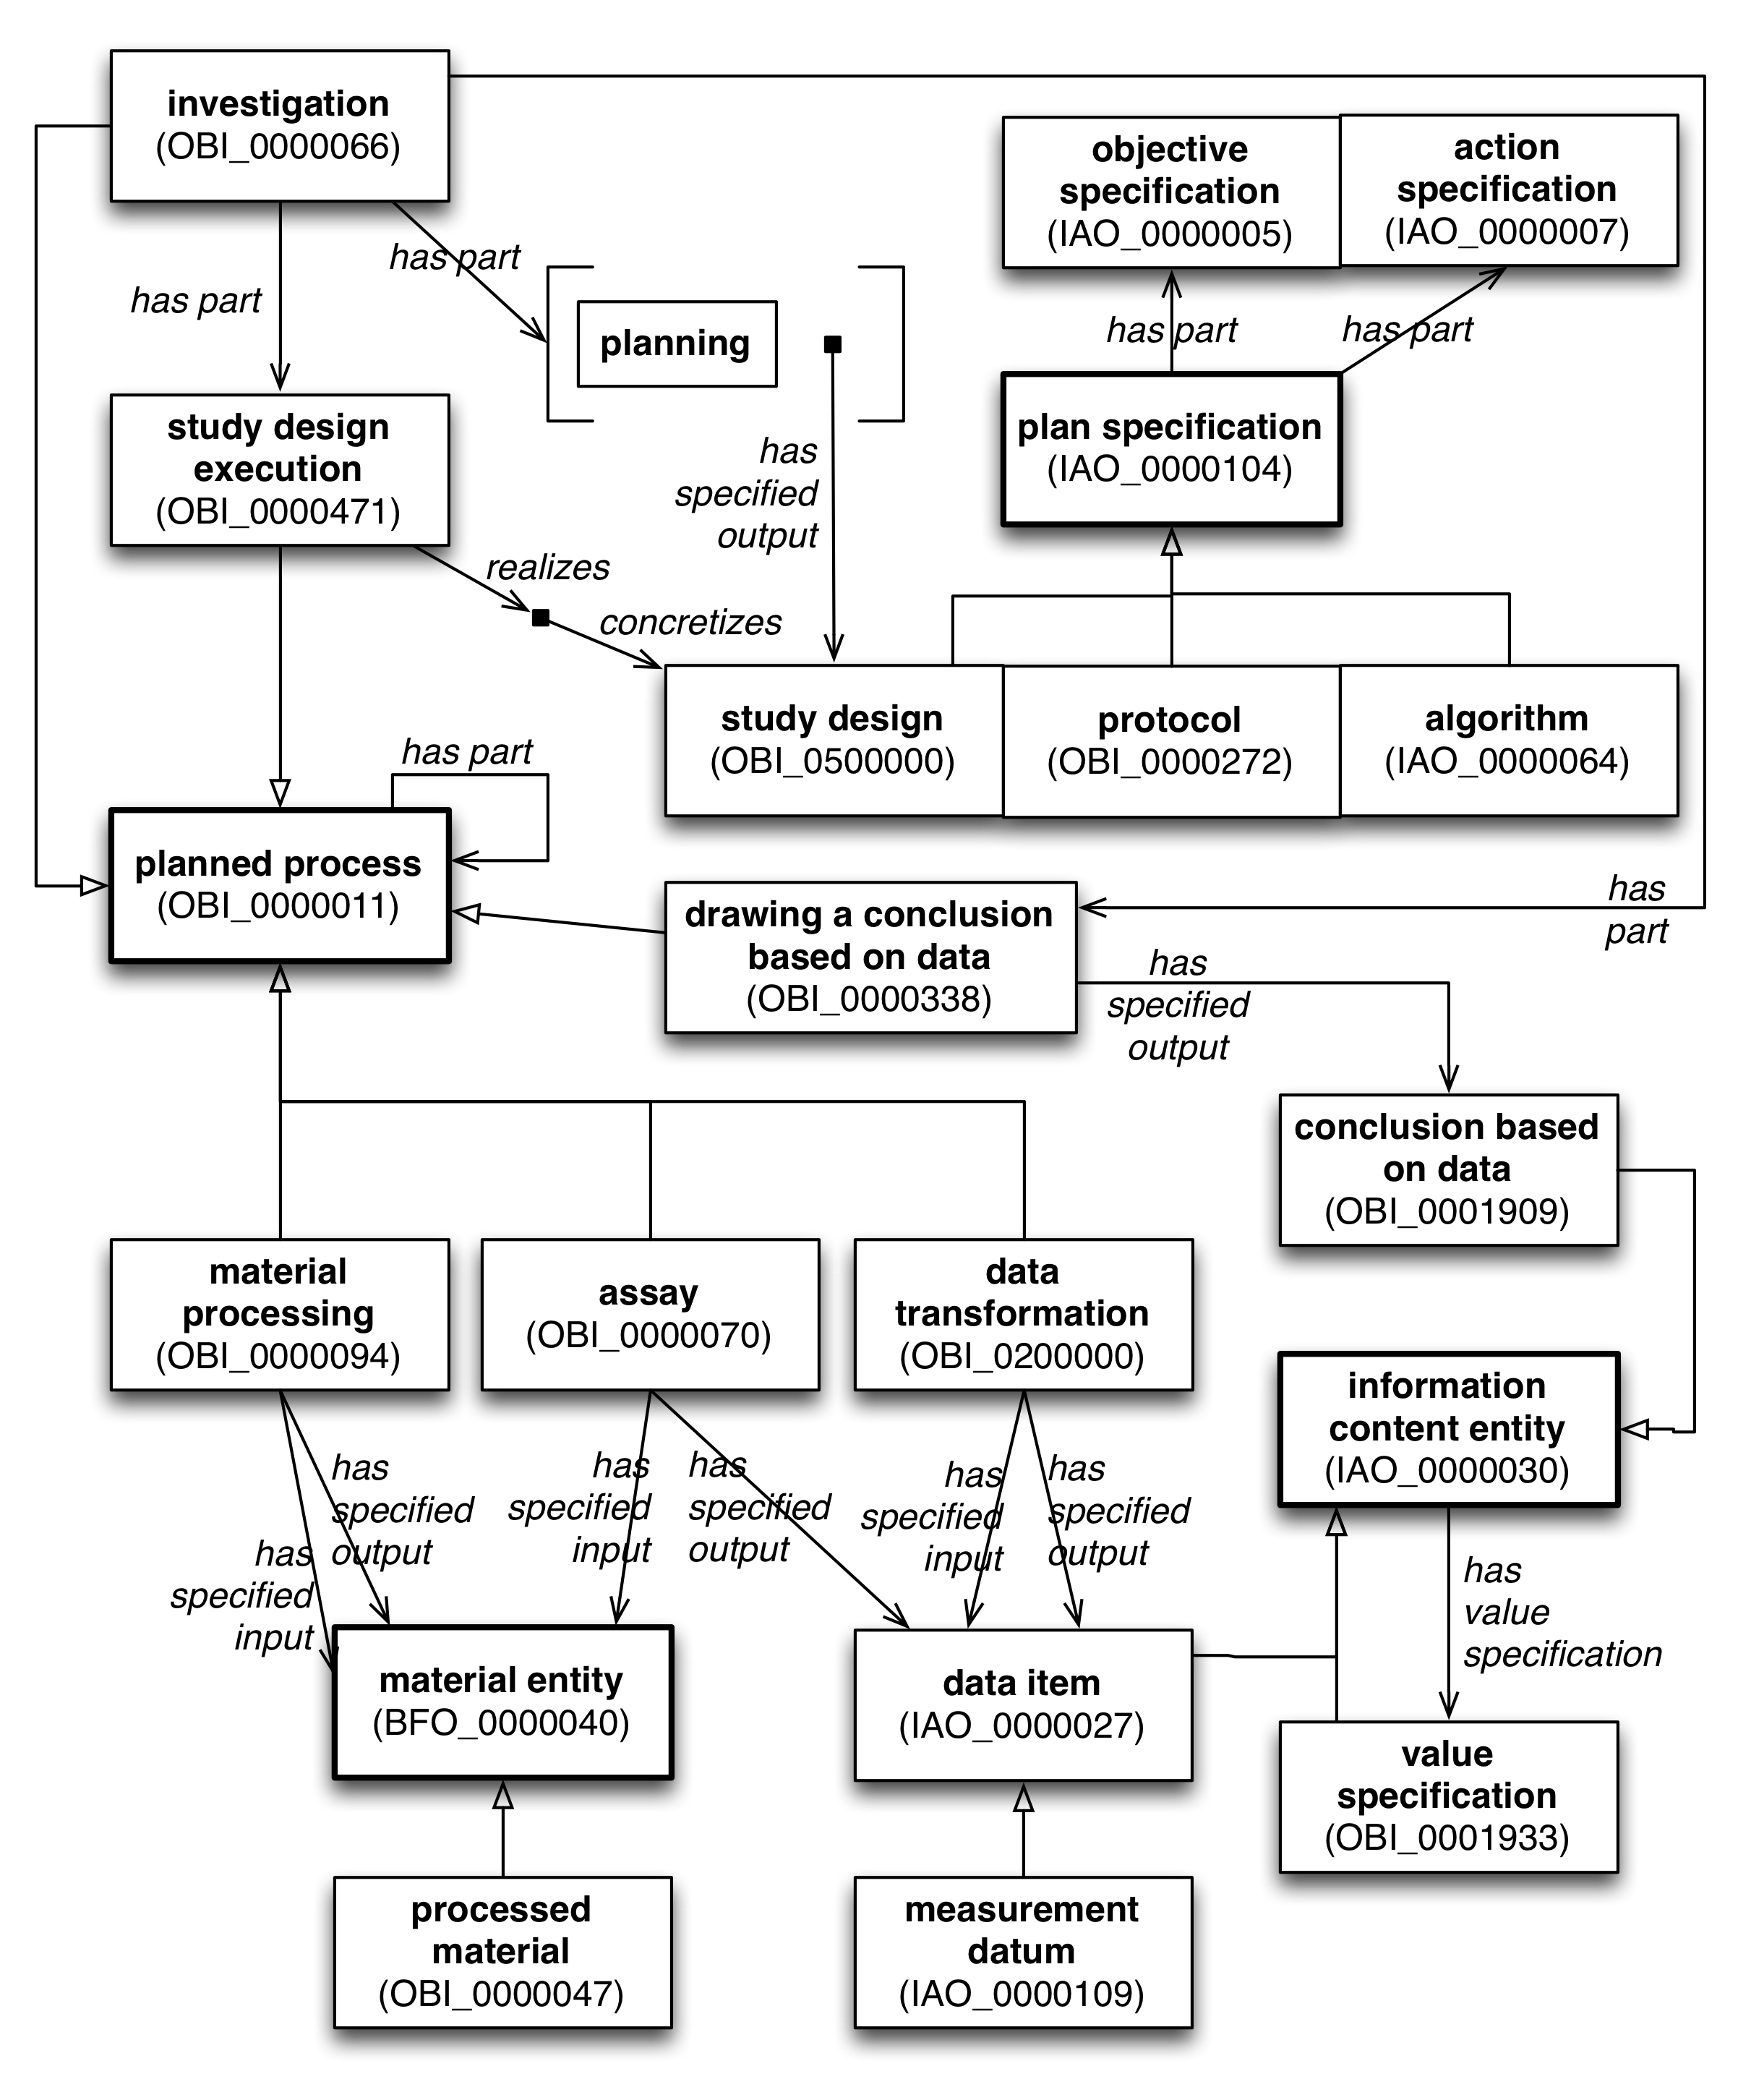 investigation
(OBI_0000066)
objective
specification
(IAO_0000005)
action
specification
(IAO_0000007)
has part
has part
planning
has part
has part
study design
execution
(OBI_0000471)
has
specified
output
plan specification
(IAO_0000104)
realizes
concretizes
study design
(OBI_0500000)
protocol
(OBI_0000272)
algorithm
(IAO_0000064)
has part
planned process
(OBI_0000011)
drawing a conclusion
based on data
(OBI_0000338)
has
part
has
specified
output
conclusion based
on data
(OBI_0001909)
material
processing
(OBI_0000094)
assay
(OBI_0000070)
data
transformation
(OBI_0200000)
information
content entity
(IAO_0000030)
has
specified
input
has
specified
output
has
specified
input
has
specified
output
has
specified
input
has
specified
output
has
value
specification
material entity
(BFO_0000040)
data item
(IAO_0000027)
value
specification
(OBI_0001933)
processed
material
(OBI_0000047)
measurement
datum
(IAO_0000109)